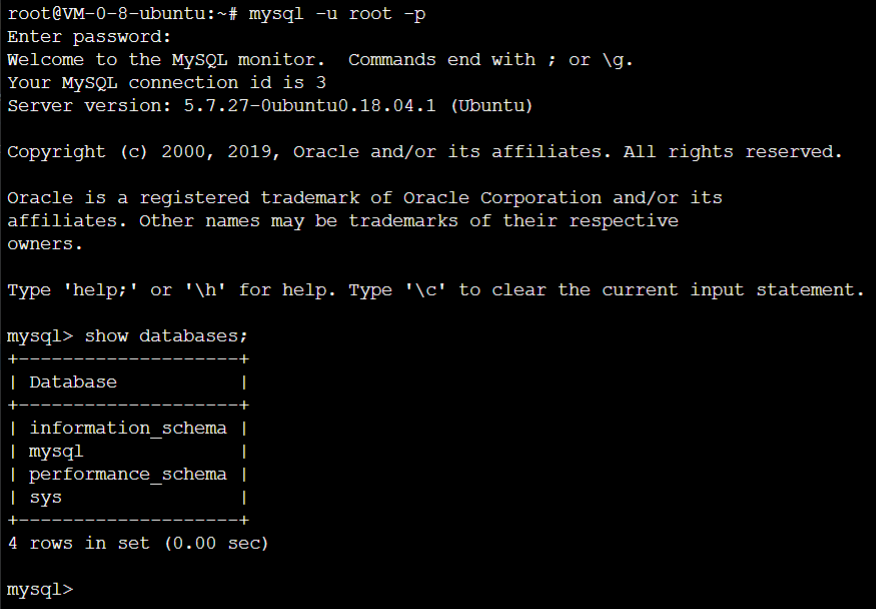 root@VM-0-8-ubuntu:~# mysql -u root -p
Enter password:
Welcome to the MySQL monitor.  Commands end with ; or \g.
Your MySQL connection id is 3
Server version: 5.7.27-0ubuntu0.18.04.1 (Ubuntu)

Copyright (c) 2000, 2019, Oracle and/or its affiliates. All rights reserved.

Oracle is a registered trademark of Oracle Corporation and/or its
affiliates. Other names may be trademarks of their respective
owners.

Type 'help;' or '\h' for help. Type '\c' to clear the current input statement.

mysql> show databases;
+--------------------+
| Database           |
+--------------------+
| information_schema |
| mysql              |
| performance_schema |
| sys                |
+--------------------+
4 rows in set (0.00 sec)

mysql>